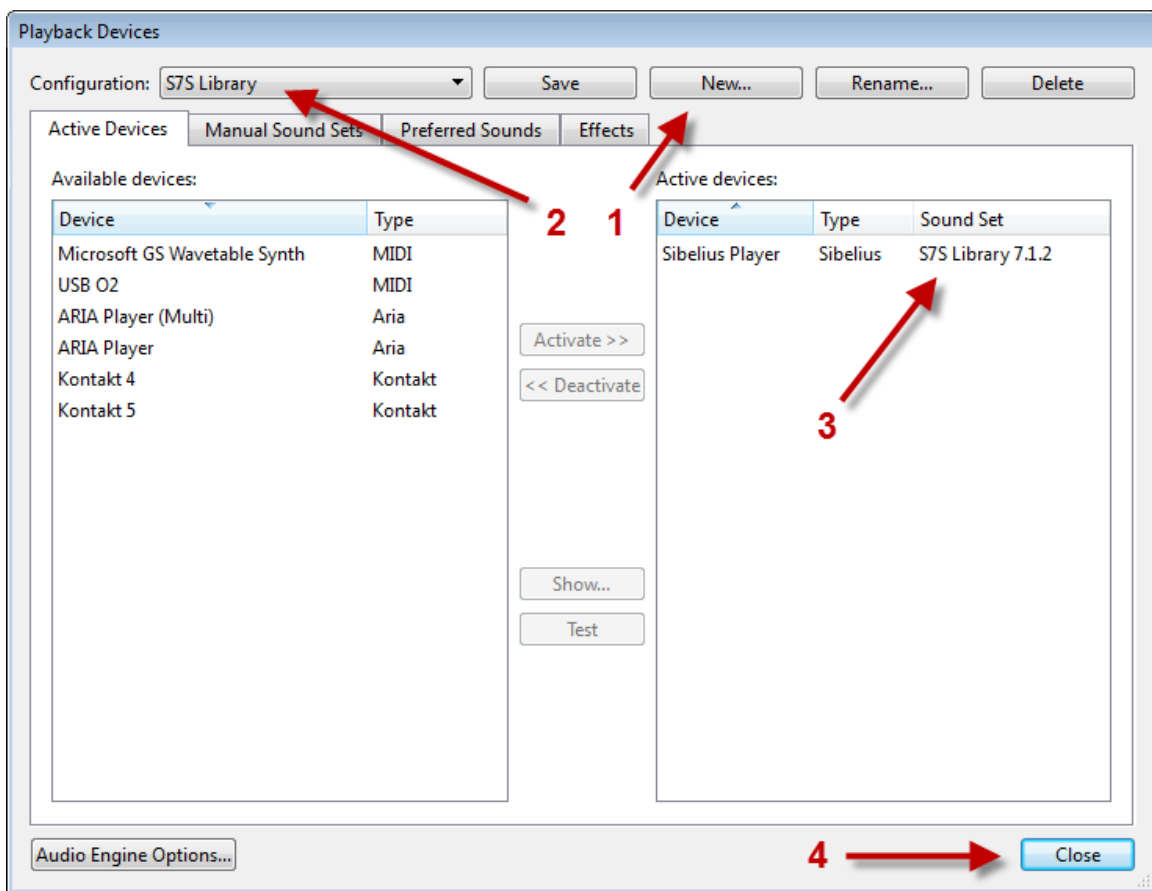 Playback Devices
Configuration: S7S Library Save New... Rename... Delete
Active Devices Manual Sound Sets Preferred Sounds Effects
Available devices: Active devices:
2 1
Device Type Device Type Sound Set
Microsoft GS Wavetable Synth MIDI Sibelius Player Sibelius S7S Library 7.1.2
USB O2 MIDI
ARIA Player (Multi) Aria
ARIA Player Aria
Activate >>
Kontakt 4 Kontakt
<< Deactivate
Kontakt 5 Kontakt
3
Show...
Test
Audio Engine Options... 4 Close